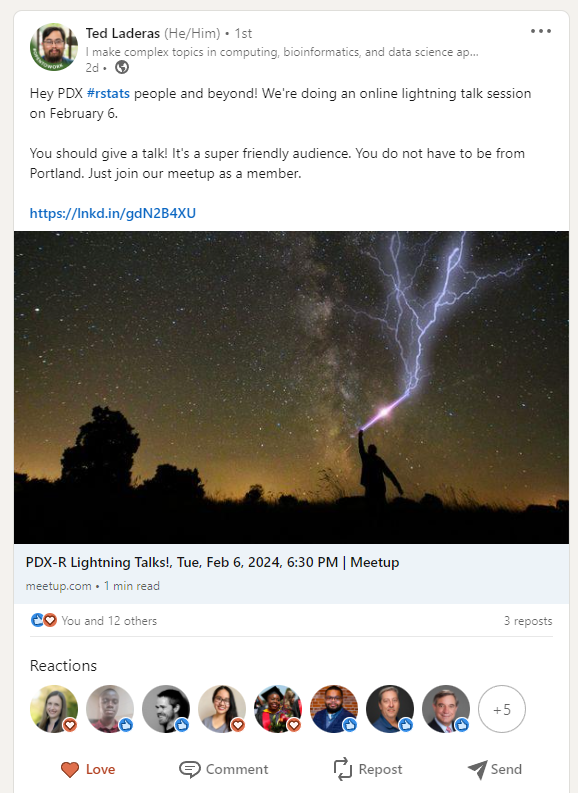 Ted Laderas (He/Him) • 1st
I make complex topics in computing, bioinformatics, and data science ap...
2d •
Hey PDX #rstats people and beyond! We're doing an online lightning talk session
on February 6.
You should give a talk! It's a super friendly audience. You do not have to be from
Portland. Just join our meetup as a member.
https://lnkd.in/gdN2B4XU
PDX-R Lightning Talks!, Tue, Feb 6, 2024, 6:30 PM | Meetup
meetup.com • 1 min read
You and 12 others
3 reposts
Reactions
+5
Love
Comment
Repost
Send